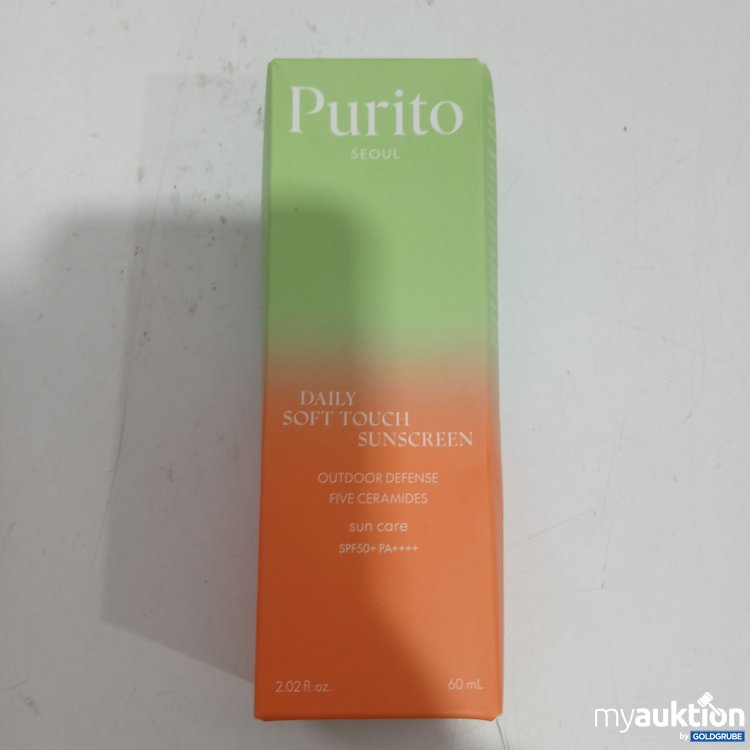 Purito
SEOUL
DAILY
SOFT TOUCH
SUNSCREEN
OUTDOOR DEFENSE
FIVE CERAMIDES
sun care
SPF50+ PA++++
2.02 fl. oz.
60 mL
myauktion
by GOLDGRUBE